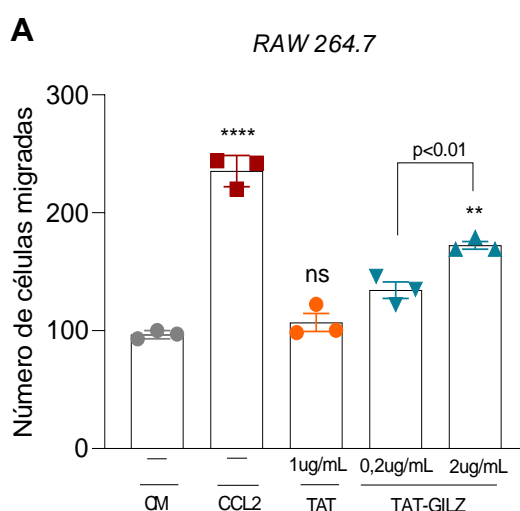 A
RAW 264.7
Número de células migradas
300
200
100
0
****
ns
p<0.01
**
— — 1ug/mL 0,2ug/mL 2ug/mL
CM CCL2 TAT TAT-GILZ